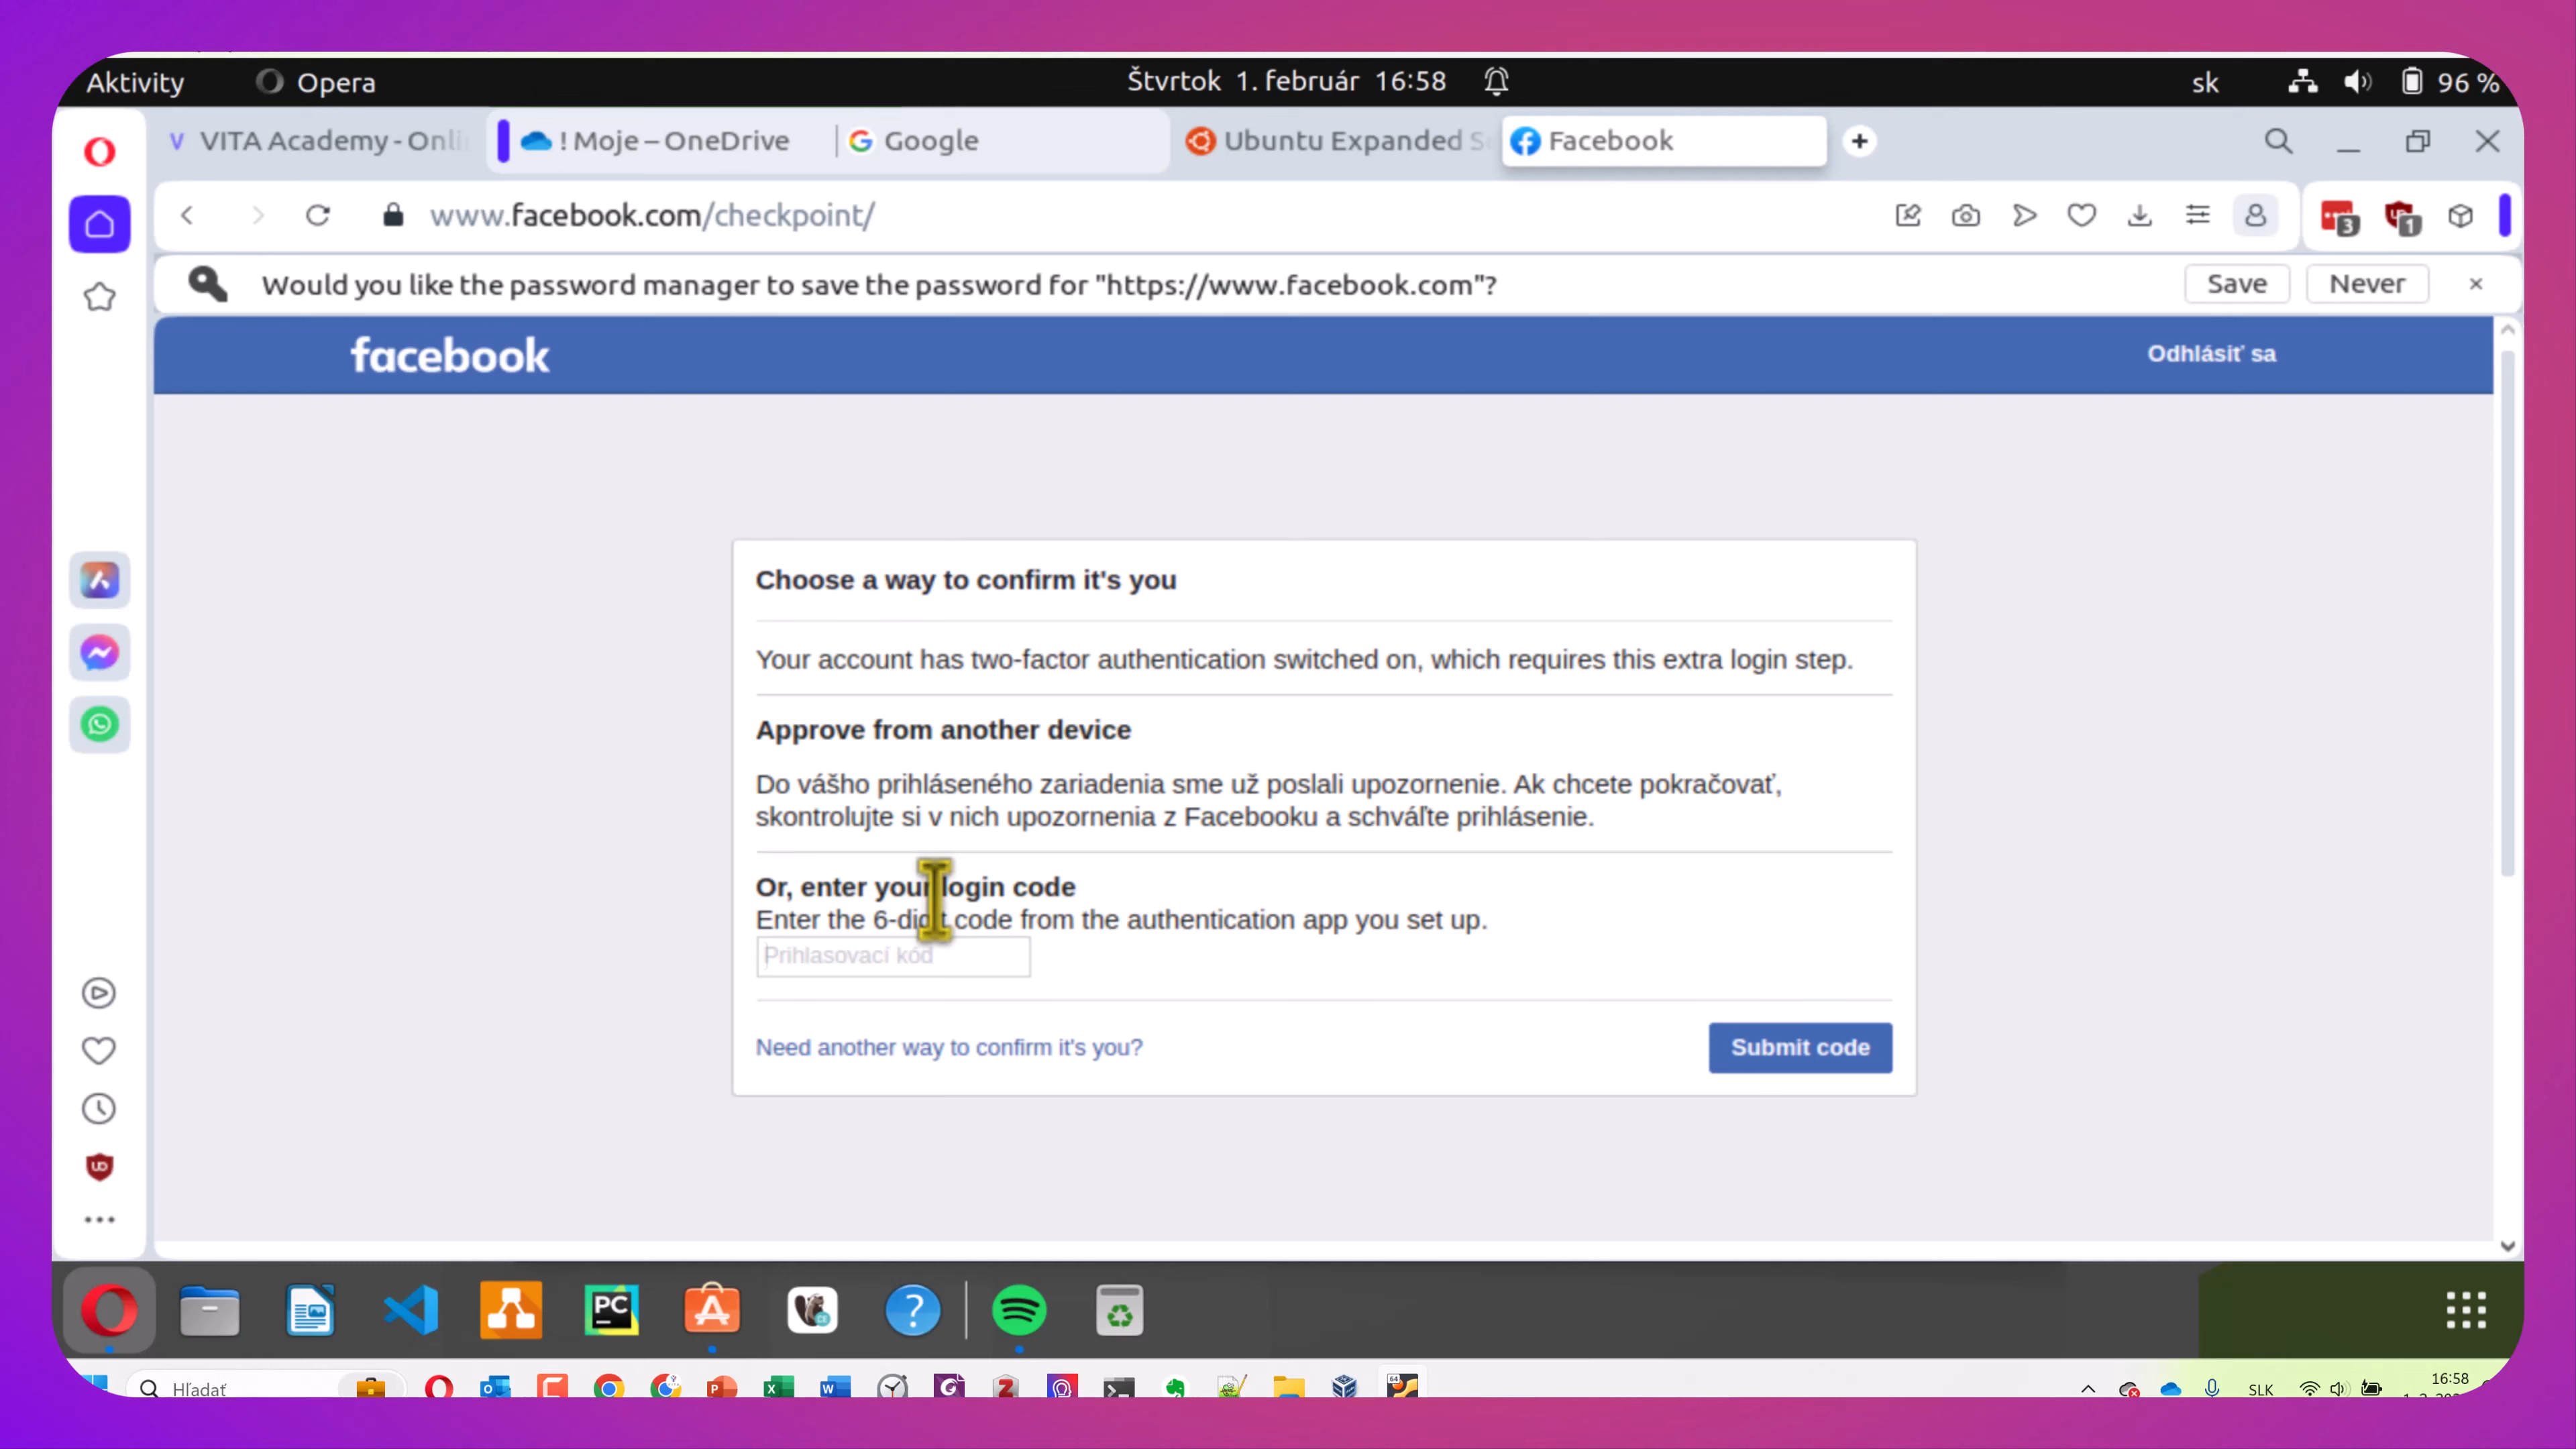 Aktivity Opera Štvrtok 1. február 16:58 sk 96 %
VITA Academy - Onli ! Moje – OneDrive Google Ubuntu Expanded S Facebook
www.facebook.com/checkpoint/ 3 1
Would you like the password manager to save the password for "https://www.facebook.com"? Save Never
facebook Odhlásiť sa
Choose a way to confirm it's you
Your account has two-factor authentication switched on, which requires this extra login step.
Approve from another device
Do vášho prihláseného zariadenia sme už poslali upozornenie. Ak chcete pokračovať,
skontrolujte si v nich upozornenia z Facebooku a schváľte prihlásenie.
Or, enter your login code
Enter the 6-digit code from the authentication app you set up.
Prihlasovací kód
Need another way to confirm it's you? Submit code
PC
Hľadať SLK 16:58